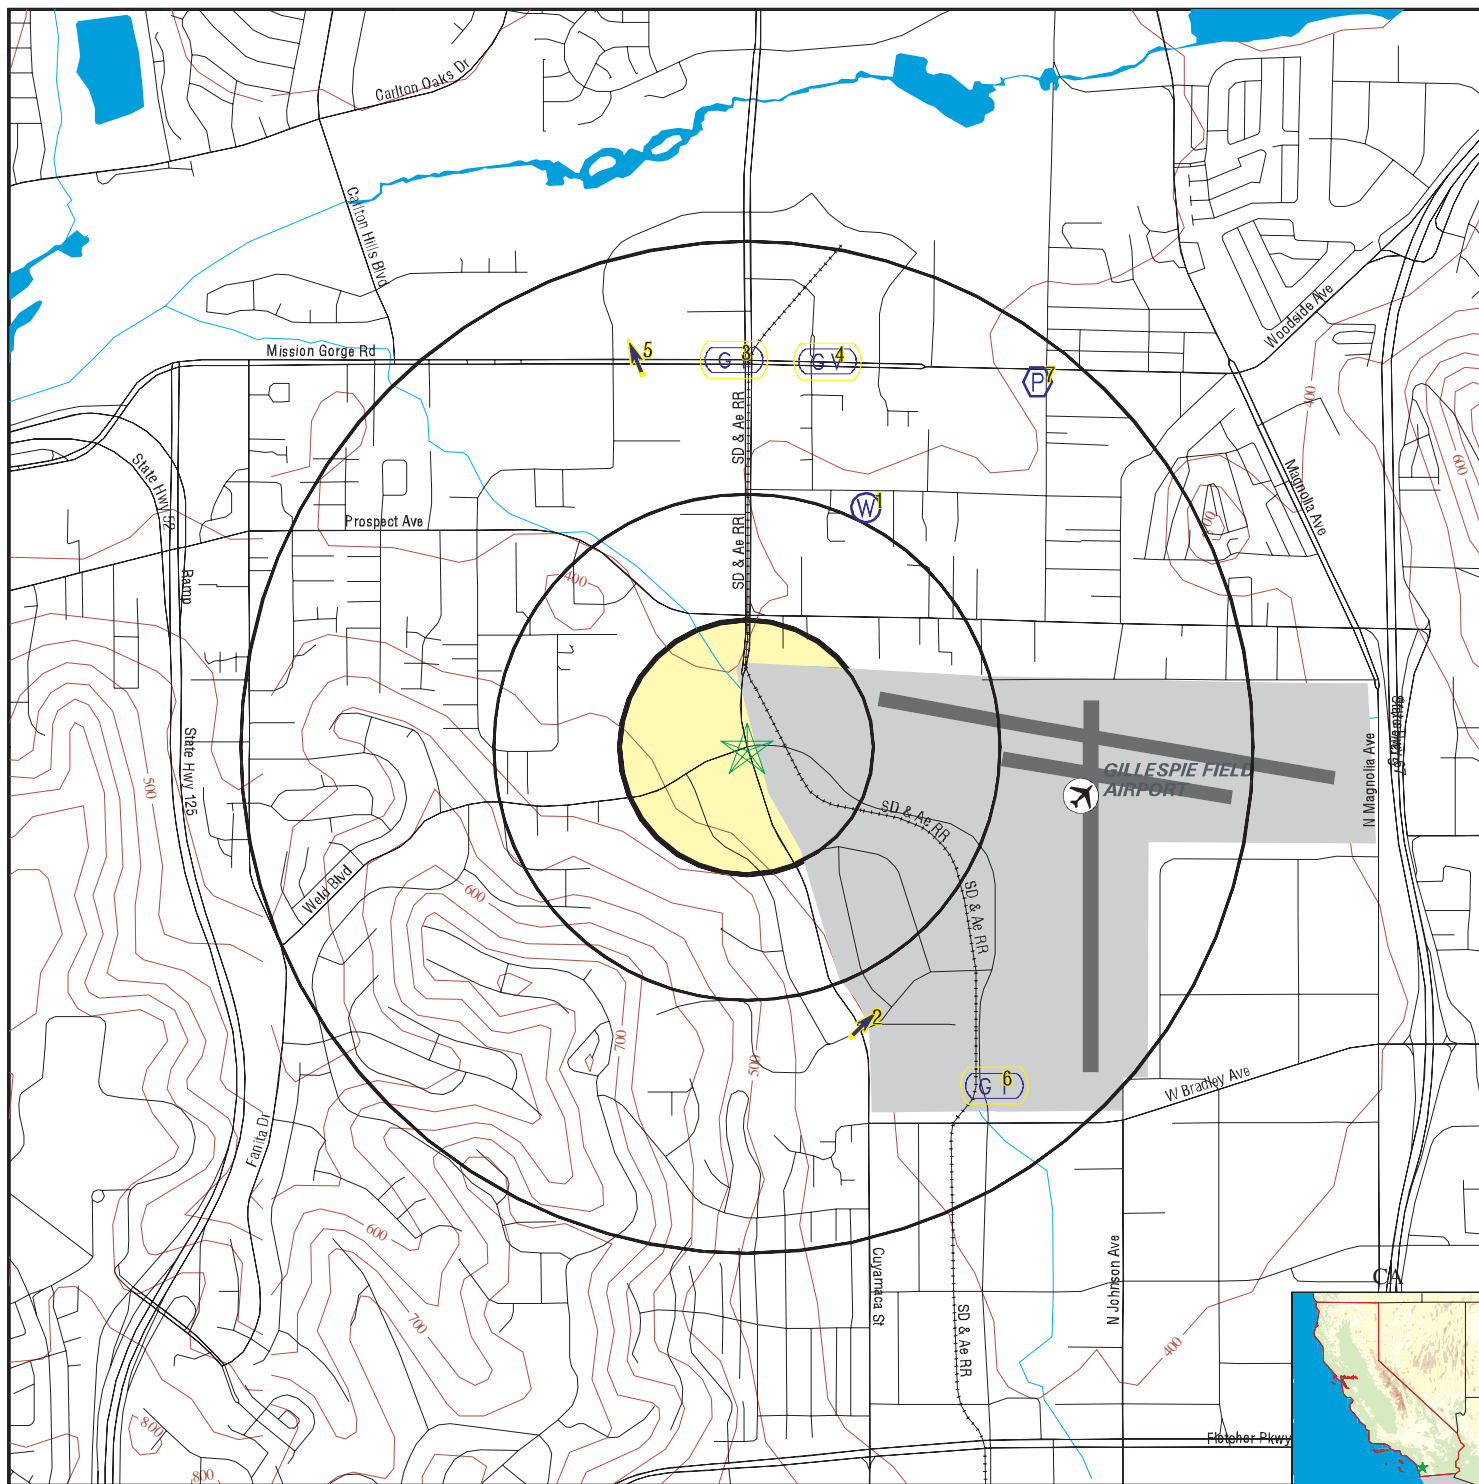 Carlton Oaks Dr
Carlton Hills Blvd
Woodside Ave
Mission Gorge Rd
5
G
3
G V
4
P
7
400
SD & Ae RR
600
State Hwy 52
Magnolia Ave
W
1
Prospect Ave
SD & Ae RR
400
Ramp
500
State Hwy 125
GILLESPIE FIELD
AIRPORT
N Magnolia Ave
SD & Ae RR
Weld Blvd
600
SD & Ae RR
2
700
500
G
6
W Bradley Ave
Fanita Dr
600
Cuyamaca St
N Johnson Ave
CA
700
SD & Ae RR
400
800
Fletcher Pkwy
800